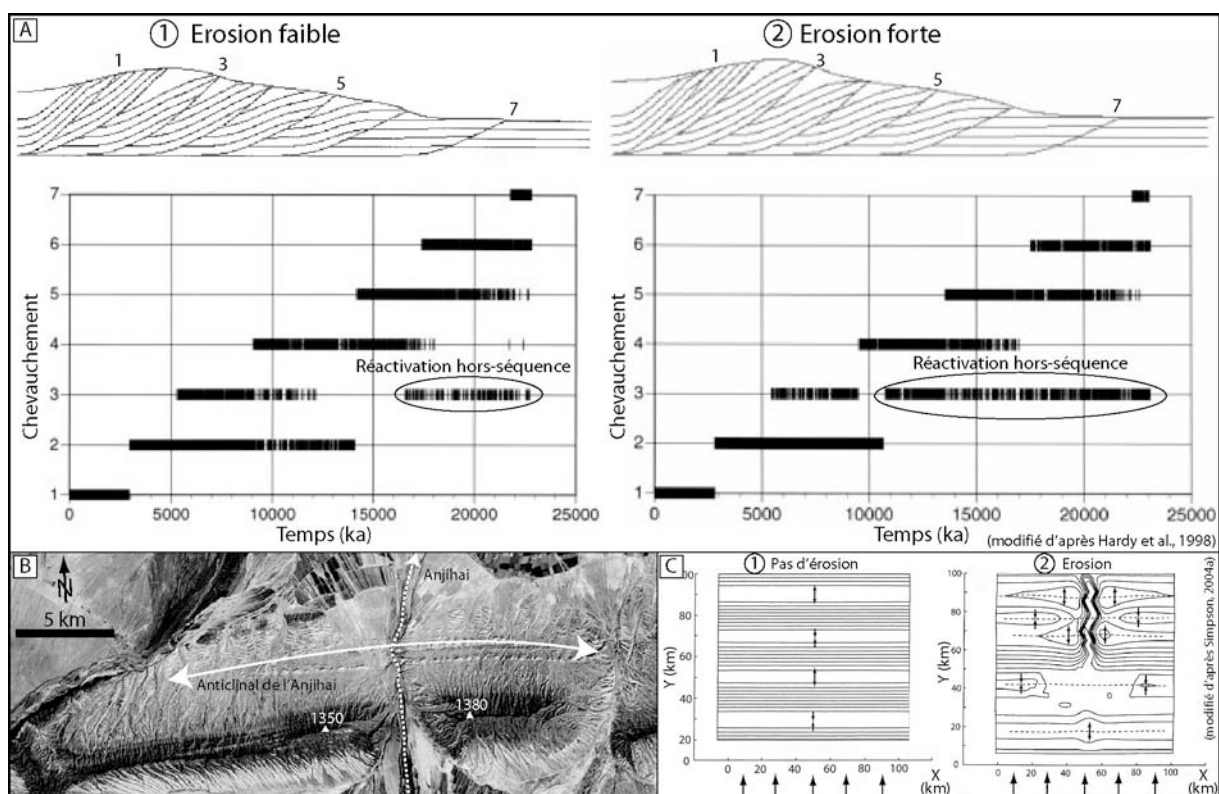 A
① Erosion faible
② Erosion forte
1
3
5
7
1
3
5
7
Chevauchement
7
6
5
4
3
2
1
Réactivation hors-séquence
0
5000
10000
15000
20000
25000
Temps (ka)
Chevauchement
7
6
5
4
3
2
1
Réactivation hors-séquence
0
5000
10000
15000
20000
25000
Temps (ka)
(modifié d'après Hardy et al., 1998)
B
N
5 km
Anjihai
Anticlinal de l'Anjihai
1350
1380
C
① Pas d'érosion
100
80
60
40
20
Y (km)
0
20
40
60
80
100
X
(km)
② Erosion
100
80
60
40
20
0
Y (km)
0
20
40
60
80
100
X
(km)
(modifié d'après Simpson, 2004a)